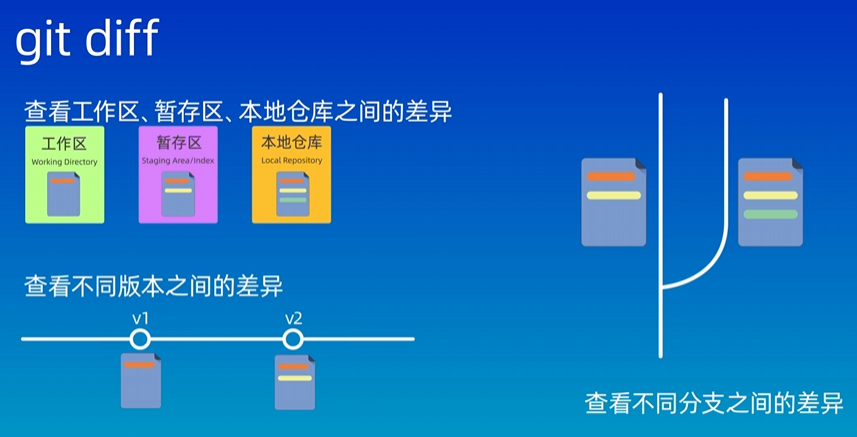 git diff
查看工作区、暂存区、本地仓库之间的差异
工作区
Working Directory
暂存区
Staging Area/Index
本地仓库
Local Repository
查看不同版本之间的差异
v1
v2
查看不同分支之间的差异